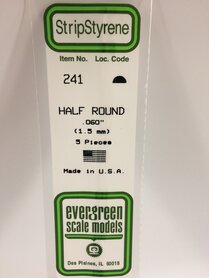 StripStyrene
Item No. Loc. Code
241
HALF ROUND
.060"
(1.5 mm)
5 Pieces
Made in U.S.A.
evergreen
scale models
Des Plaines, IL 60018